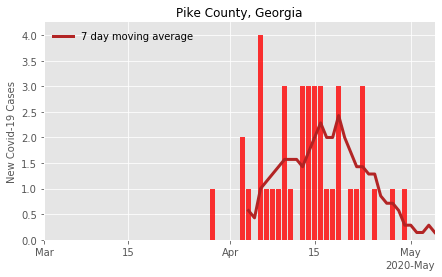 Pike County, Georgia
7 day moving average
New Covid-19 Cases
4.0
3.5
3.0
2.5
2.0
1.5
1.0
0.5
0.0
Mar 15 Apr 15 May
2020-May